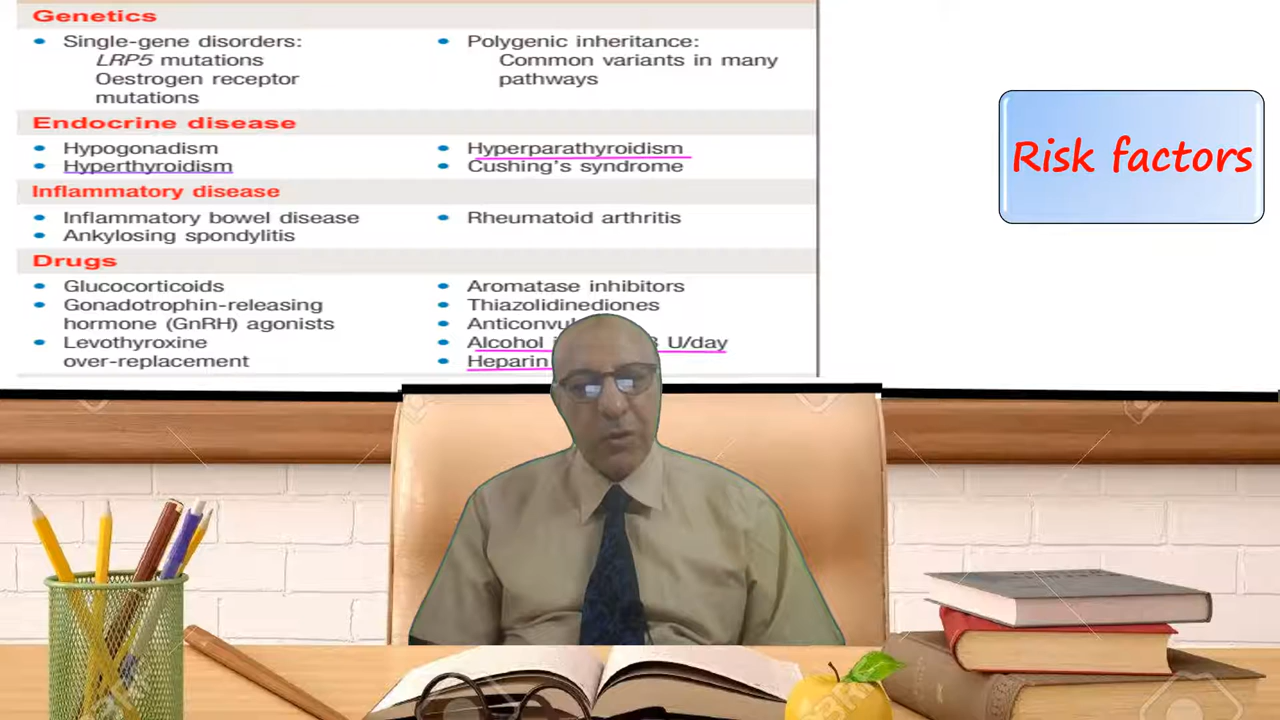 Genetics
Single-gene disorders:
LRP5 mutations
Oestrogen receptor
mutations
Polygenic inheritance:
Common variants in many
pathways
Endocrine disease
Hypogonadism
Hyperthyroidism
Hyperparathyroidism
Cushing's syndrome
Inflammatory disease
Inflammatory bowel disease
Ankylosing spondylitis
Rheumatoid arthritis
Drugs
Glucocorticoids
Gonadotrophin-releasing
hormone (GnRH) agonists
Levothyroxine
over-replacement
Aromatase inhibitors
Thiazolidinediones
Alcohol
U/day
Heparin
Risk factors